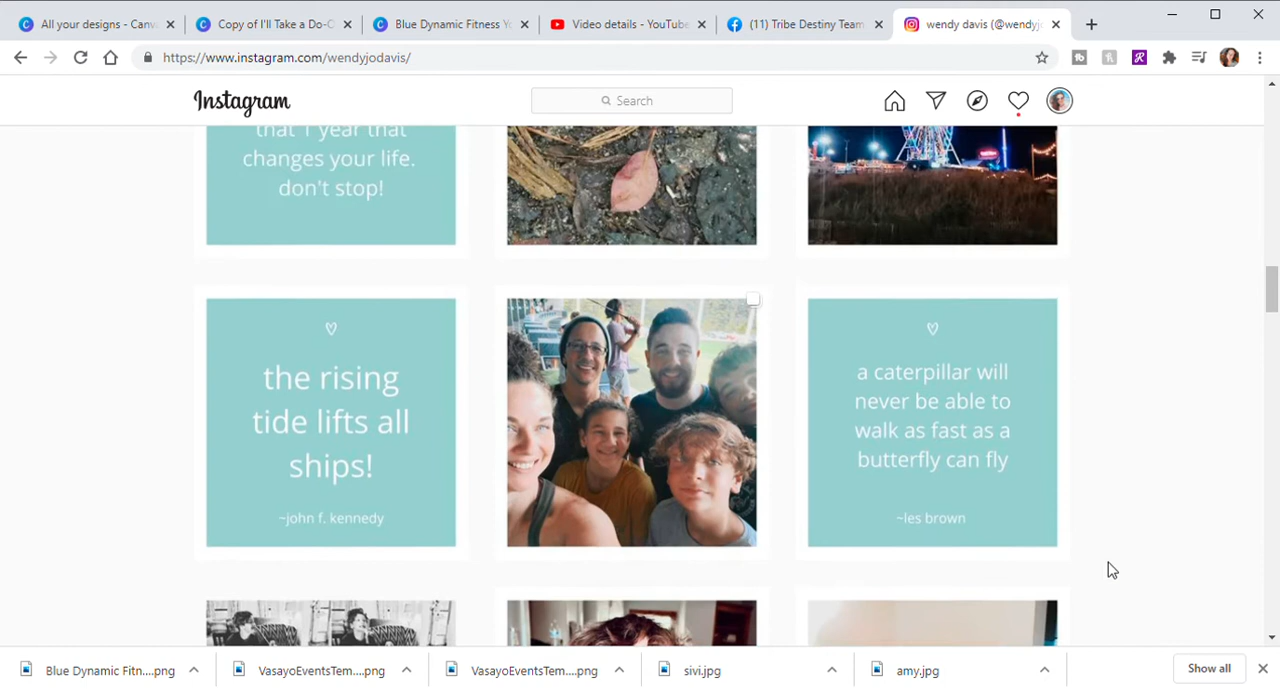 All your designs - Canv
Copy of I'll Take a Do-O
Blue Dynamic Fitness Yo
Video details - YouTube
(11) Tribe Destiny Team
wendy davis (@wendyjo
https://www.instagram.com/wendyjodavis/
Instagram
Search
that 1 year that
changes your life.
don't stop!
the rising
tide lifts all
ships!
~john f. kennedy
a caterpillar will
never be able to
walk as fast as a
butterfly can fly
~les brown
Blue Dynamic Fitn....png
VasayoEventsTem....png
VasayoEventsTem....png
sivi.jpg
amy.jpg
Show all